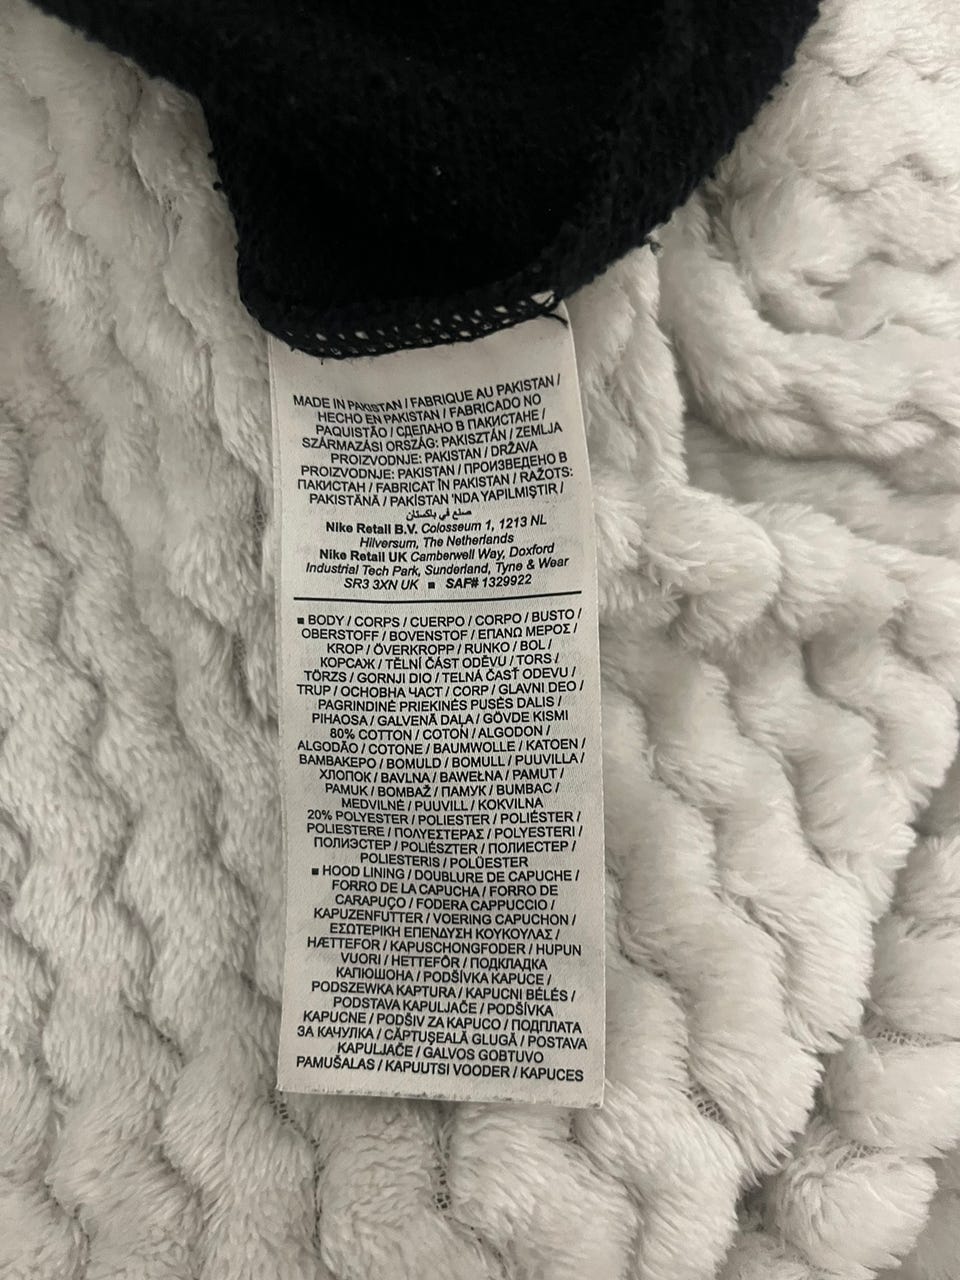 MADE IN PAKISTAN / FABRIQUE AU PAKISTAN /
HECHO EN PAKISTAN / FABRICADO NO
PAQUISTÃO / СДЕЛАНО В ПАКИСТАНЕ /
SZÁRMAZÁSI ORSZÁG: PAKISZTÁN / ZEMLJA
PROIZVODNJE: PAKISTAN / DRŽAVA
PROIZVODNJE: PAKISTAN / ПРОИЗВЕДЕНО В
ПАКИСТАН / FABRICAT ÎN PAKISTAN / RAŽOTS:
PAKISTĀNĀ / PAKİSTAN 'NDA YAPILMIŞTIR /
صنع في باكستان
Nike Retail B.V. Colosseum 1, 1213 NL
Hilversum, The Netherlands
Nike Retail UK Camberwell Way, Doxford
Industrial Tech Park, Sunderland, Tyne & Wear
SR3 3XN UK ■ SAF# 1329922
■ BODY / CORPS / CUERPO / CORPO / BUSTO /
OBERSTOFF / BOVENSTOF / ΕΠΑΝΩ ΜΕΡΟΣ /
KROP / ÖVERKROPP / RUNKO / BOL /
КОРСАЖ / TĚLNÍ ČÁST ODĚVU / TORS /
TÖRZS / GORNJI DIO / TELNÁ ČASŤ ODEVU /
TRUP / ОСНОВНА ЧАСТ / CORP / GLAVNI DEO /
PAGRINDINĖ PRIEKINĖS PUSĖS DALIS /
PIHAOSA / GALVENĀ DAĻA / GÖVDE KISMI
80% COTTON / COTON / ALGODON /
ALGODÃO / COTONE / BAUMWOLLE / KATOEN /
ΒΑΜΒΑΚΕΡΟ / BOMULD / BOMULL / PUUVILLA /
ХЛОПОК / BAVLNA / BAWEŁNA / PAMUT /
PAMUK / BOMBAŽ / ПАМУК / BUMBAC /
MEDVILNĖ / PUUVILL / KOKVILNA
20% POLYESTER / POLIESTER / POLIÉSTER /
POLIESTERE / ΠΟΛΥΕΣΤΕΡΑΣ / POLYESTERI /
ПОЛИЭСТЕР / POLIÉSZTER / ПОЛИЕСТЕР /
POLIESTERIS / POLÜESTER
■ HOOD LINING / DOUBLURE DE CAPUCHE /
FORRO DE LA CAPUCHA / FORRO DE
CARAPUÇO / FODERA CAPPUCCIO /
KAPUZENFUTTER / VOERING CAPUCHON /
ΕΣΩΤΕΡΙΚΗ ΕΠΕΝΔΥΣΗ ΚΟΥΚΟΥΛΑΣ /
HÆTTEFOR / KAPUSCHONGFODER / HUPUN
VUORI / HETTEFÔR / ПОДКЛАДКА
КАПЮШОНА / PODŠÍVKA KAPUCE /
PODSZEWKA KAPTURA / KAPUCNI BÉLÉS /
PODSTAVA KAPULJAČE / PODŠÍVKA
KAPUCNE / PODŠIV ZA KAPUCO / ПОДПЛАТА
ЗА КАЧУЛКА / CĂPTUŞEALĂ GLUGĂ / POSTAVA
KAPULJAČE / GALVOS GOBTUVO
PAMUŠALAS / KAPUUTSI VOODER / KAPUCES